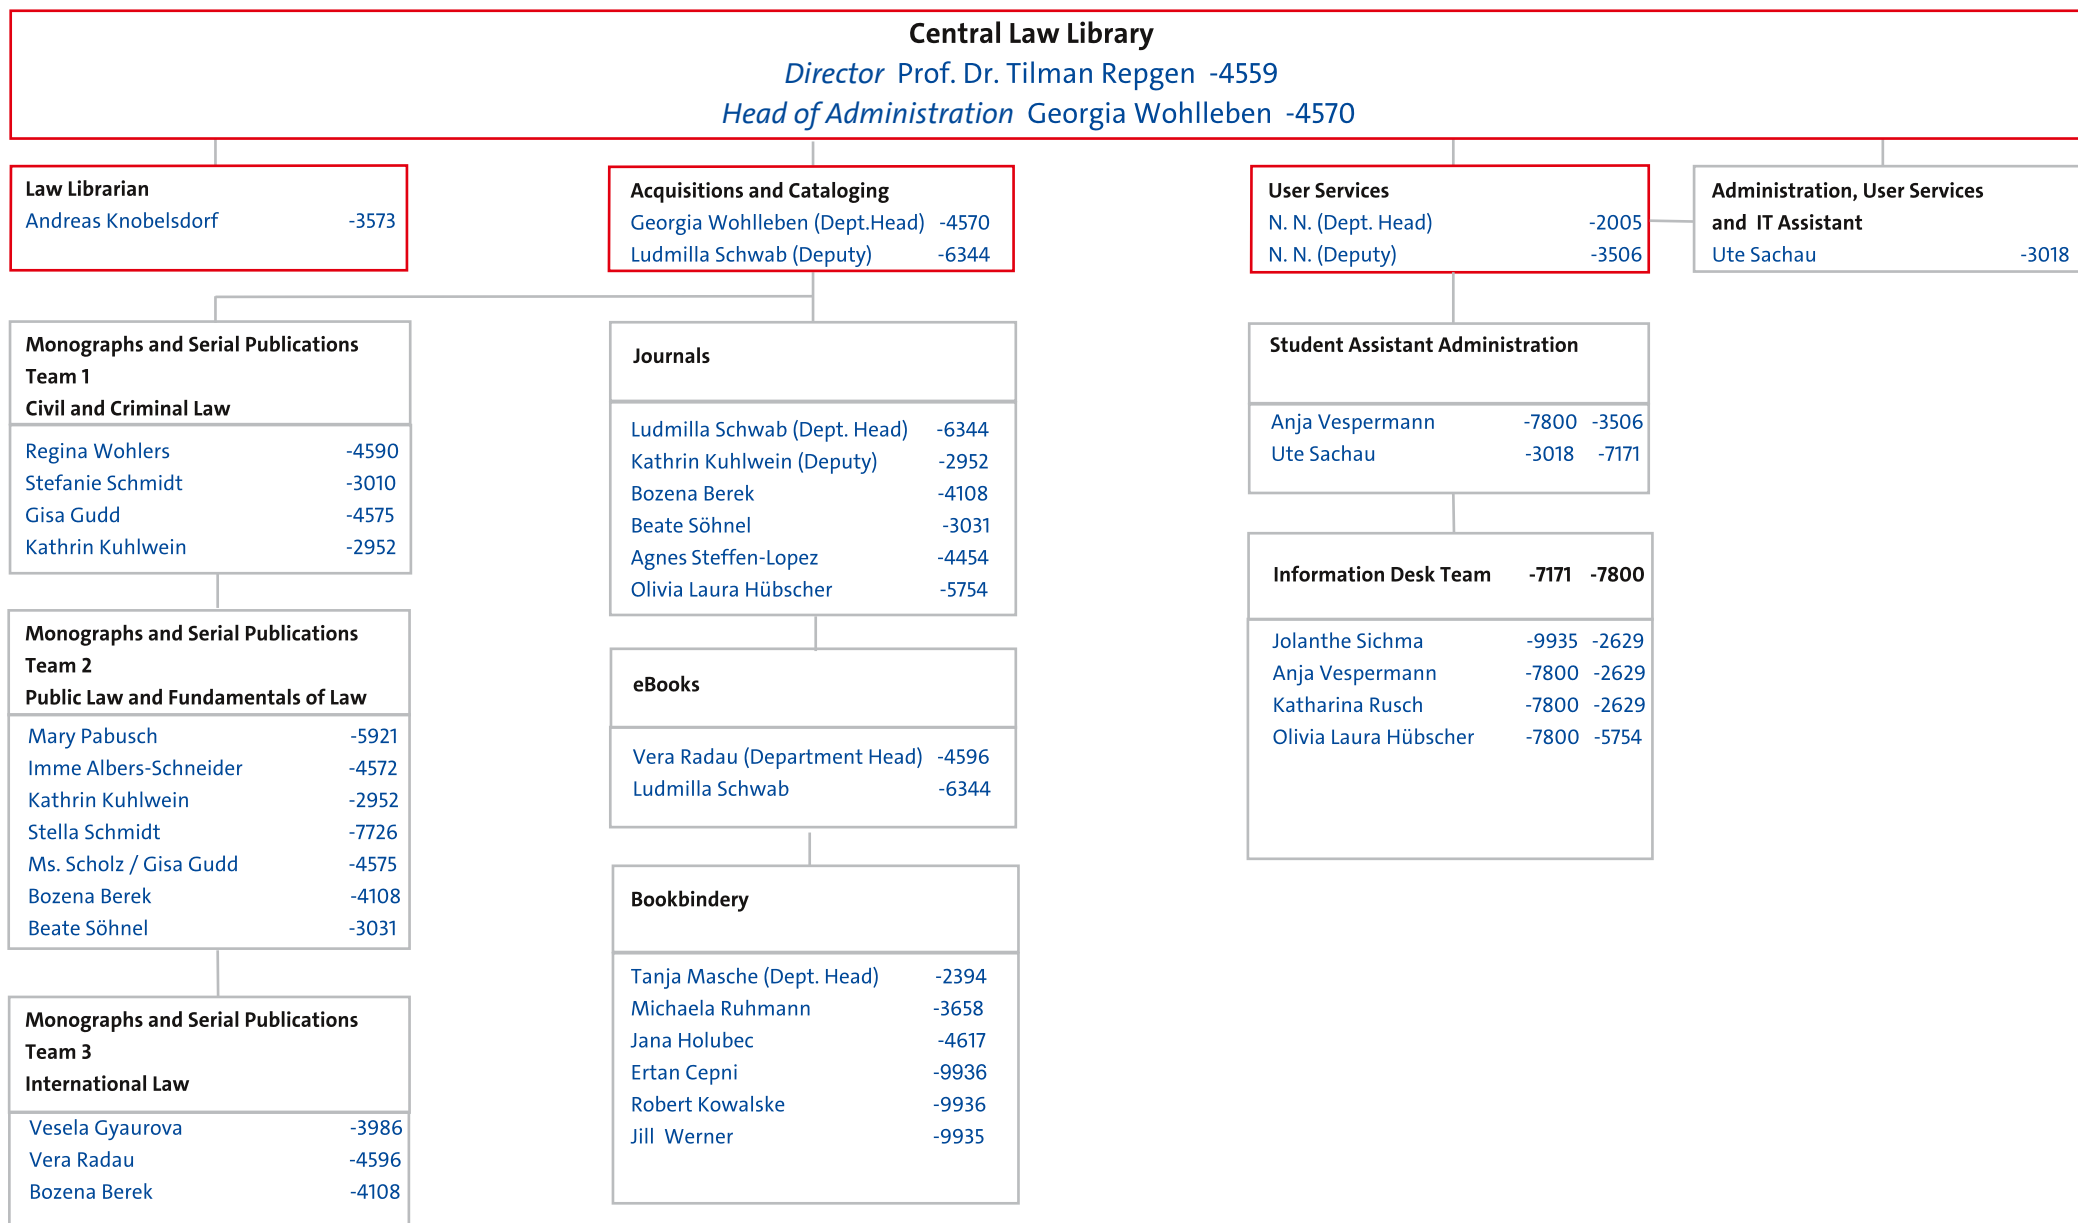 Central Law Library
Director Prof. Dr. Tilman Repgen -4559
Head of Administration Georgia Wohlleben -4570
Law Librarian
Andreas Knobelsdorf -3573
Acquisitions and Cataloging
Georgia Wohlleben (Dept.Head) -4570
Ludmilla Schwab (Deputy) -6344
User Services
N. N. (Dept. Head) -2005
N. N. (Deputy) -3506
Administration, User Services
and IT Assistant
Ute Sachau -3018
Monographs and Serial Publications
Team 1
Civil and Criminal Law
Regina Wohlers -4590
Stefanie Schmidt -3010
Gisa Gudd -4575
Kathrin Kuhlwein -2952
Monographs and Serial Publications
Team 2
Public Law and Fundamentals of Law
Mary Pabusch -5921
Imme Albers-Schneider -4572
Kathrin Kuhlwein -2952
Stella Schmidt -7726
Ms. Scholz / Gisa Gudd -4575
Bozena Berek -4108
Beate Söhnel -3031
Monographs and Serial Publications
Team 3
International Law
Vesela Gyaurova -3986
Vera Radau -4596
Bozena Berek -4108
Journals
Ludmilla Schwab (Dept. Head) -6344
Kathrin Kuhlwein (Deputy) -2952
Bozena Berek -4108
Beate Söhnel -3031
Agnes Steffen-Lopez -4454
Olivia Laura Hübscher -5754
eBooks
Vera Radau (Department Head) -4596
Ludmilla Schwab -6344
Bookbindery
Tanja Masche (Dept. Head) -2394
Michaela Ruhmann -3658
Jana Holubec -4617
Ertan Cepni -9936
Robert Kowalske -9936
Jill Werner -9935
Student Assistant Administration
Anja Vespermann -7800 -3506
Ute Sachau -3018 -7171
Information Desk Team -7171 -7800
Jolanthe Sichma -9935 -2629
Anja Vespermann -7800 -2629
Katharina Rusch -7800 -2629
Olivia Laura Hübscher -7800 -5754